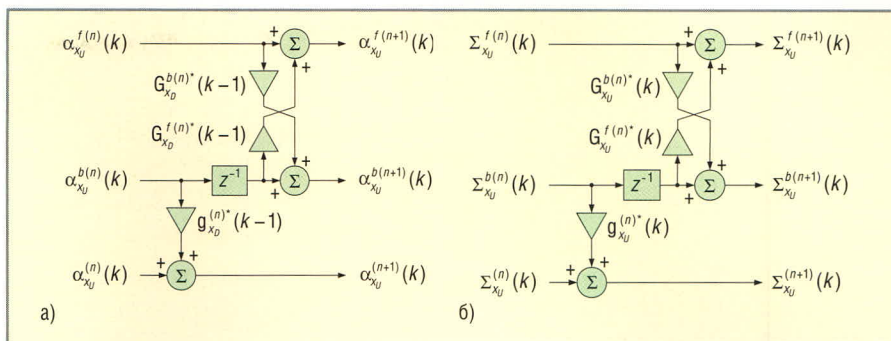 α_{x_U}^{f(n)}(k) + Σ α_{x_U}^{f(n+1)}(k)
+
G_{x_D}^{b(n)*}(k−1)
G_{x_D}^{f(n)*}(k−1)
+
α_{x_U}^{b(n)}(k) Z^{−1} + Σ α_{x_U}^{b(n+1)}(k)
g_{x_D}^{(n)*}(k−1)
+
α_{x_U}^{(n)}(k) + Σ α_{x_U}^{(n+1)}(k)
а)
Σ_{x_U}^{f(n)}(k) + Σ Σ_{x_U}^{f(n+1)}(k)
+
G_{x_U}^{b(n)*}(k)
G_{x_U}^{f(n)*}(k)
+
Σ_{x_U}^{b(n)}(k) Z^{−1} + Σ Σ_{x_U}^{b(n+1)}(k)
g_{x_U}^{(n)*}(k)
+
Σ_{x_U}^{(n)}(k) + Σ Σ_{x_U}^{(n+1)}(k)
б)